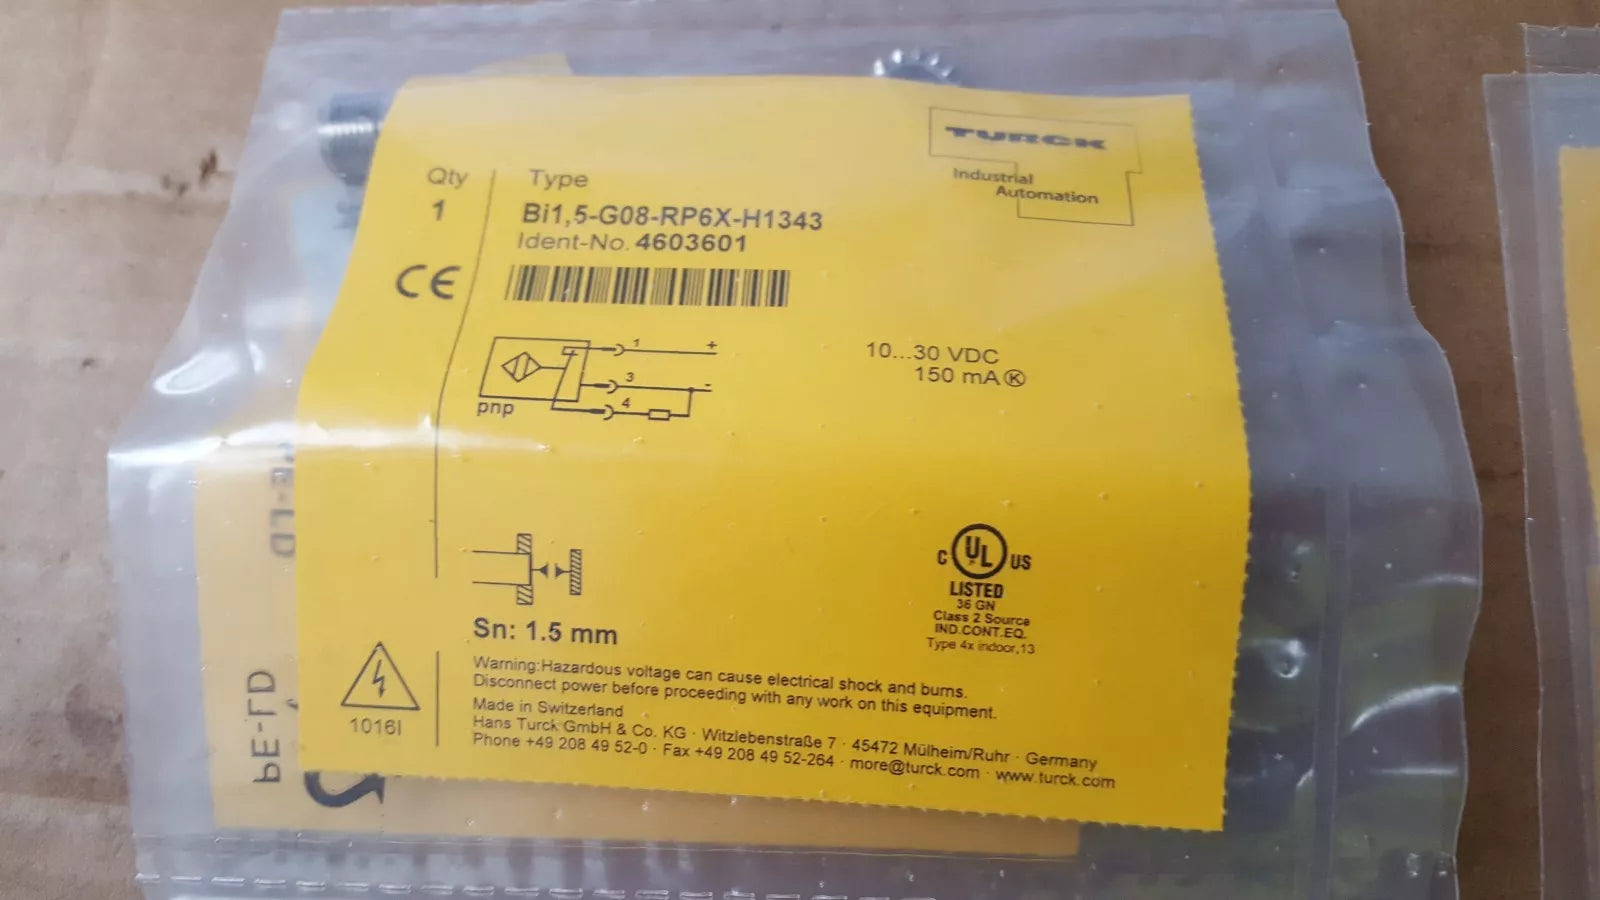 TURCK
Industrial
Automation
Qty
1
Type
Bi1,5-G08-RP6X-H1343
Ident-No. 4603601
CE
1 +
3 -
4
pnp
10...30 VDC
150 mA Ⓚ
C UL US
LISTED
36 GN
Class 2 Source
IND.CONT.EQ.
Type 4x indoor,13
Sn: 1.5 mm
Warning:Hazardous voltage can cause electrical shock and burns.
Disconnect power before proceeding with any work on this equipment.
Made in Switzerland
Hans Turck GmbH & Co. KG · Witzlebenstraße 7 · 45472 Mülheim/Ruhr · Germany
Phone +49 208 49 52-0 · Fax +49 208 49 52-264 · more@turck.com · www.turck.com
1016I
PE-LD